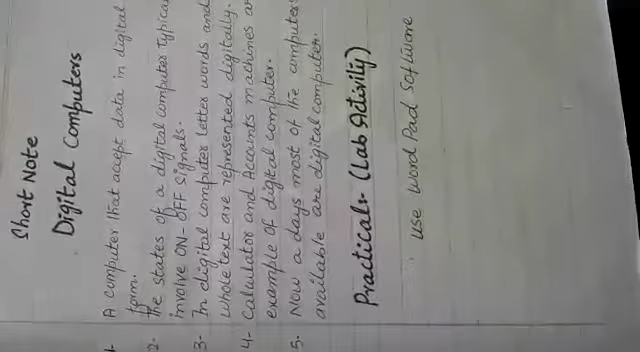 Short Note
Digital Computers
1- A computer that accept data in digital
form.
2- The states of a digital computer typica
involve ON-OFF signals.
3- In digital computer letter words and
whole text are represented digitally.
4- Calculator and Accounts machines ar
example of digital computer.
5. Now a days most of the computers
available are digital computer.
Practicals (Lab Activity)
Use Word Pad Software